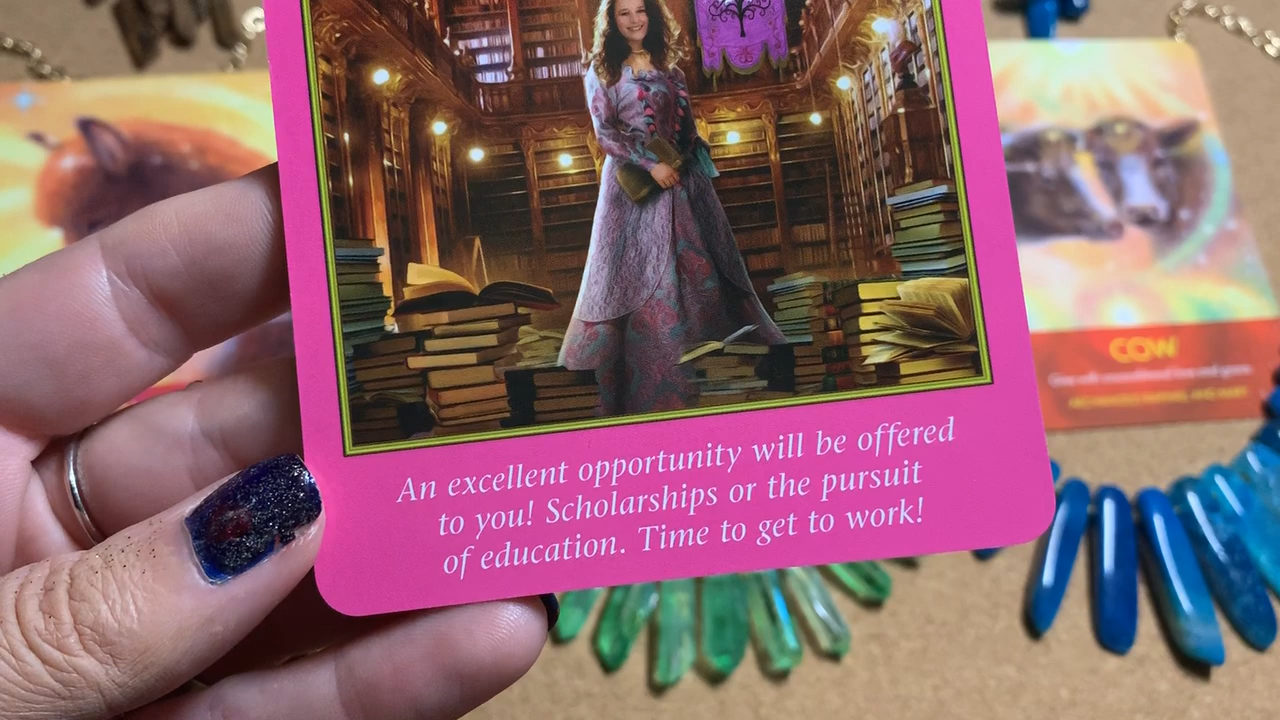 An excellent opportunity will be offered
to you! Scholarships or the pursuit
of education. Time to get to work!
COW